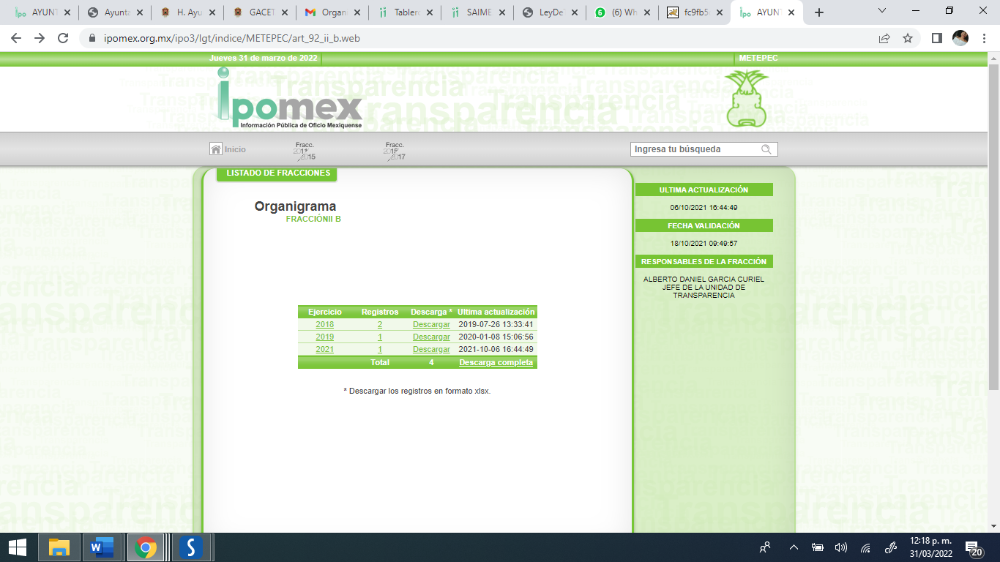 AYUNT
Ayunta
H. Ayu
GACET
Organ
Tablero
SAIME
LeyDeT
(6) Wh
fc9fb5
AYUN
ipomex.org.mx/ipo3/lgt/indice/METEPEC/art_92_ii_b.web
Jueves 31 de marzo de 2022
METEPEC
ipomex
Información Pública de Oficio Mexiquense
Transparencia
Inicio
Fracc.
2015
Fracc.
2017
Ingresa tu búsqueda
LISTADO DE FRACCIONES
Organigrama
FRACCIÓNII B
Ejercicio Registros Descarga * Ultima actualización
2018 2 Descargar 2019-07-26 13:33:41
2019 1 Descargar 2020-01-08 15:06:56
2021 1 Descargar 2021-10-06 16:44:49
Total 4 Descarga completa
* Descargar los registros en formato xlsx.
ULTIMA ACTUALIZACIÓN
06/10/2021 16:44:49
FECHA VALIDACIÓN
18/10/2021 09:49:57
RESPONSABLES DE LA FRACCIÓN
ALBERTO DANIEL GARCIA CURIEL
JEFE DE LA UNIDAD DE
TRANSPARENCIA
12:18 p. m.
31/03/2022
20